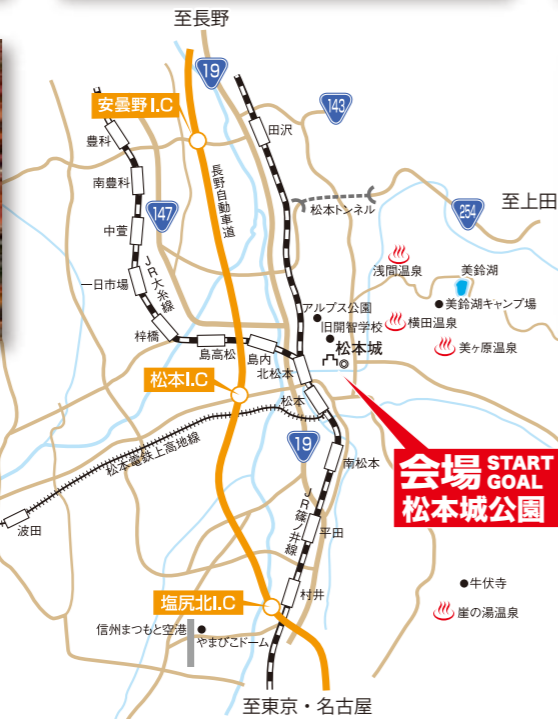 至長野
19
安曇野I.C
143
豊科
田沢
長野自動車道
南豊科
147
松本トンネル
254
至上田
中萱
JR大糸線
浅間温泉
美鈴湖
一日市場
美鈴湖キャンプ場
アルプス公園
旧開智学校
横田温泉
梓橋
島高松
島内
松本城
美ヶ原温泉
北松本
松本I.C
松本
松本電鉄上高地線
19
南松本
会場 START GOAL
松本城公園
波田
JR篠ノ井線
平田
牛伏寺
村井
塩尻北I.C
崖の湯温泉
信州まつもと空港
やまびこドーム
至東京・名古屋